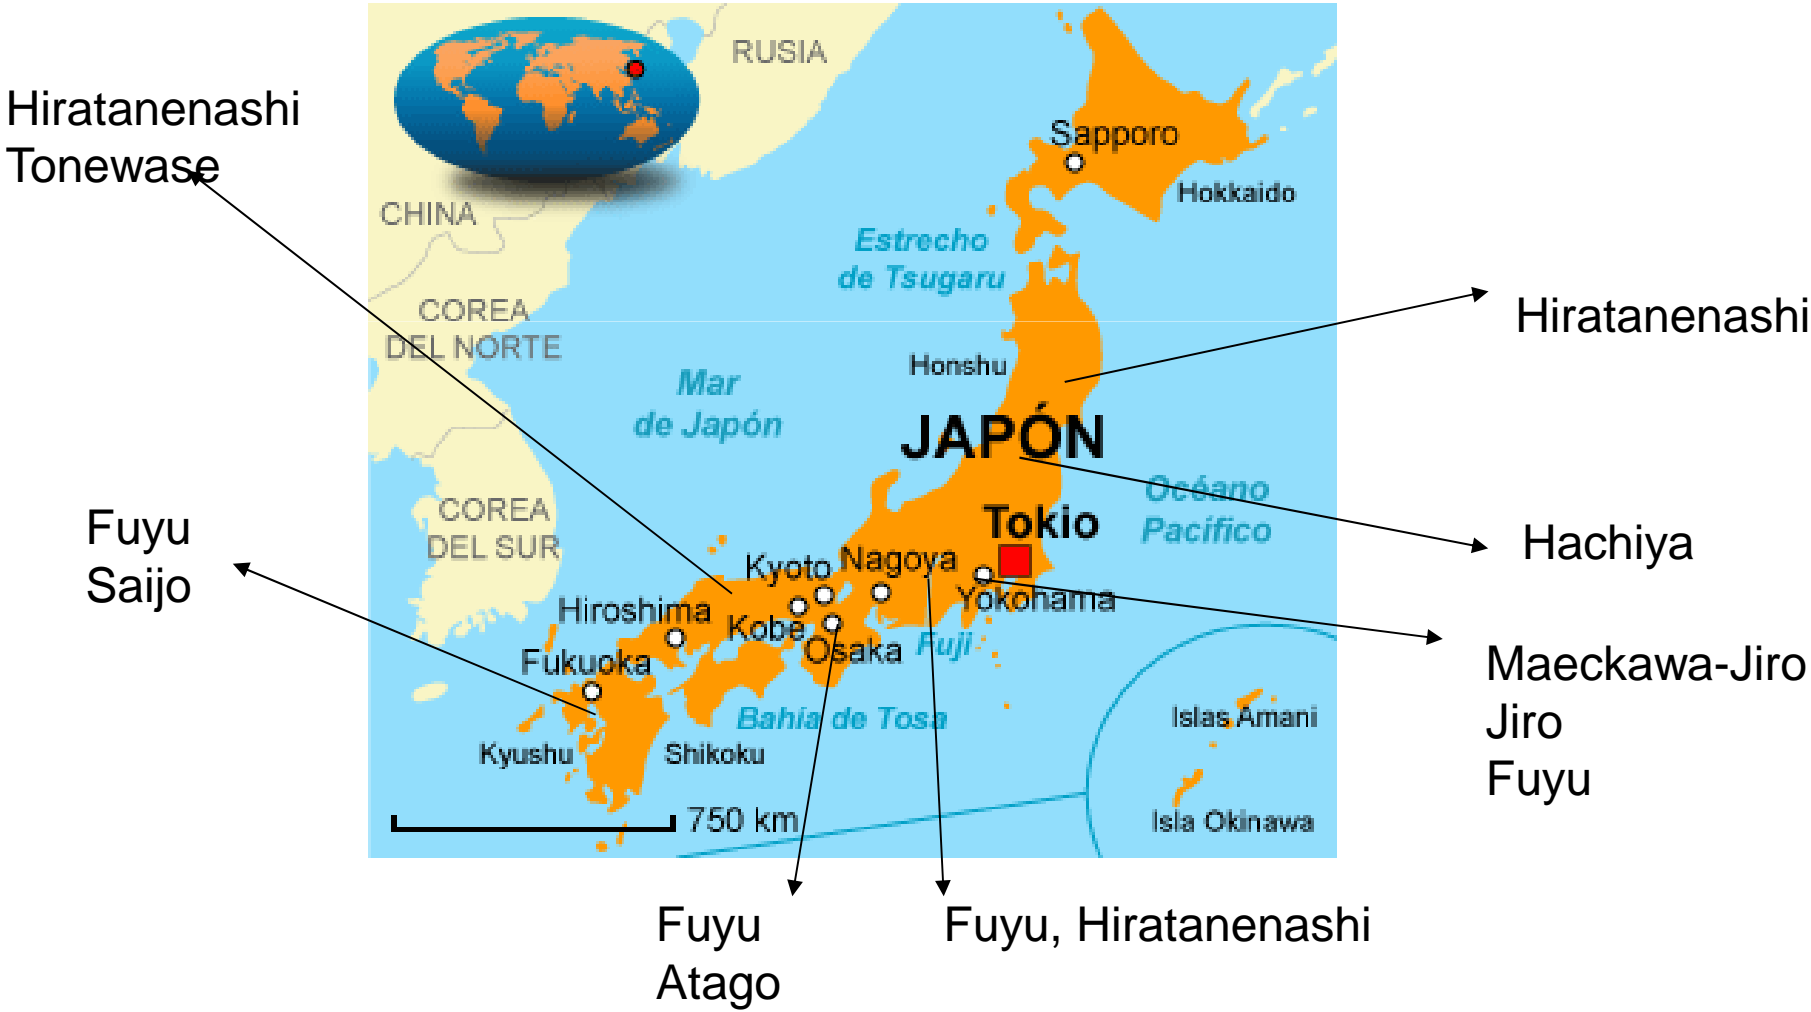 RUSIA
Hiratanenashi
Tonewase
Sapporo
Hokkaido
CHINA
Estrecho
de Tsugaru
COREA
DEL NORTE
Hiratanenashi
Honshu
Mar
de Japón
JAPÓN
Océano
Pacífico
COREA
DEL SUR
Fuyu
Saijo
Tokio
Hachiya
Kyoto
Nagoya
Yokohama
Hiroshima
Kobe
Osaka
Fuji
Fukuoka
Maeckawa-Jiro
Jiro
Fuyu
Bahía de Tosa
Islas Amani
Kyushu
Shikoku
750 km
Isla Okinawa
Fuyu
Atago
Fuyu, Hiratanenashi